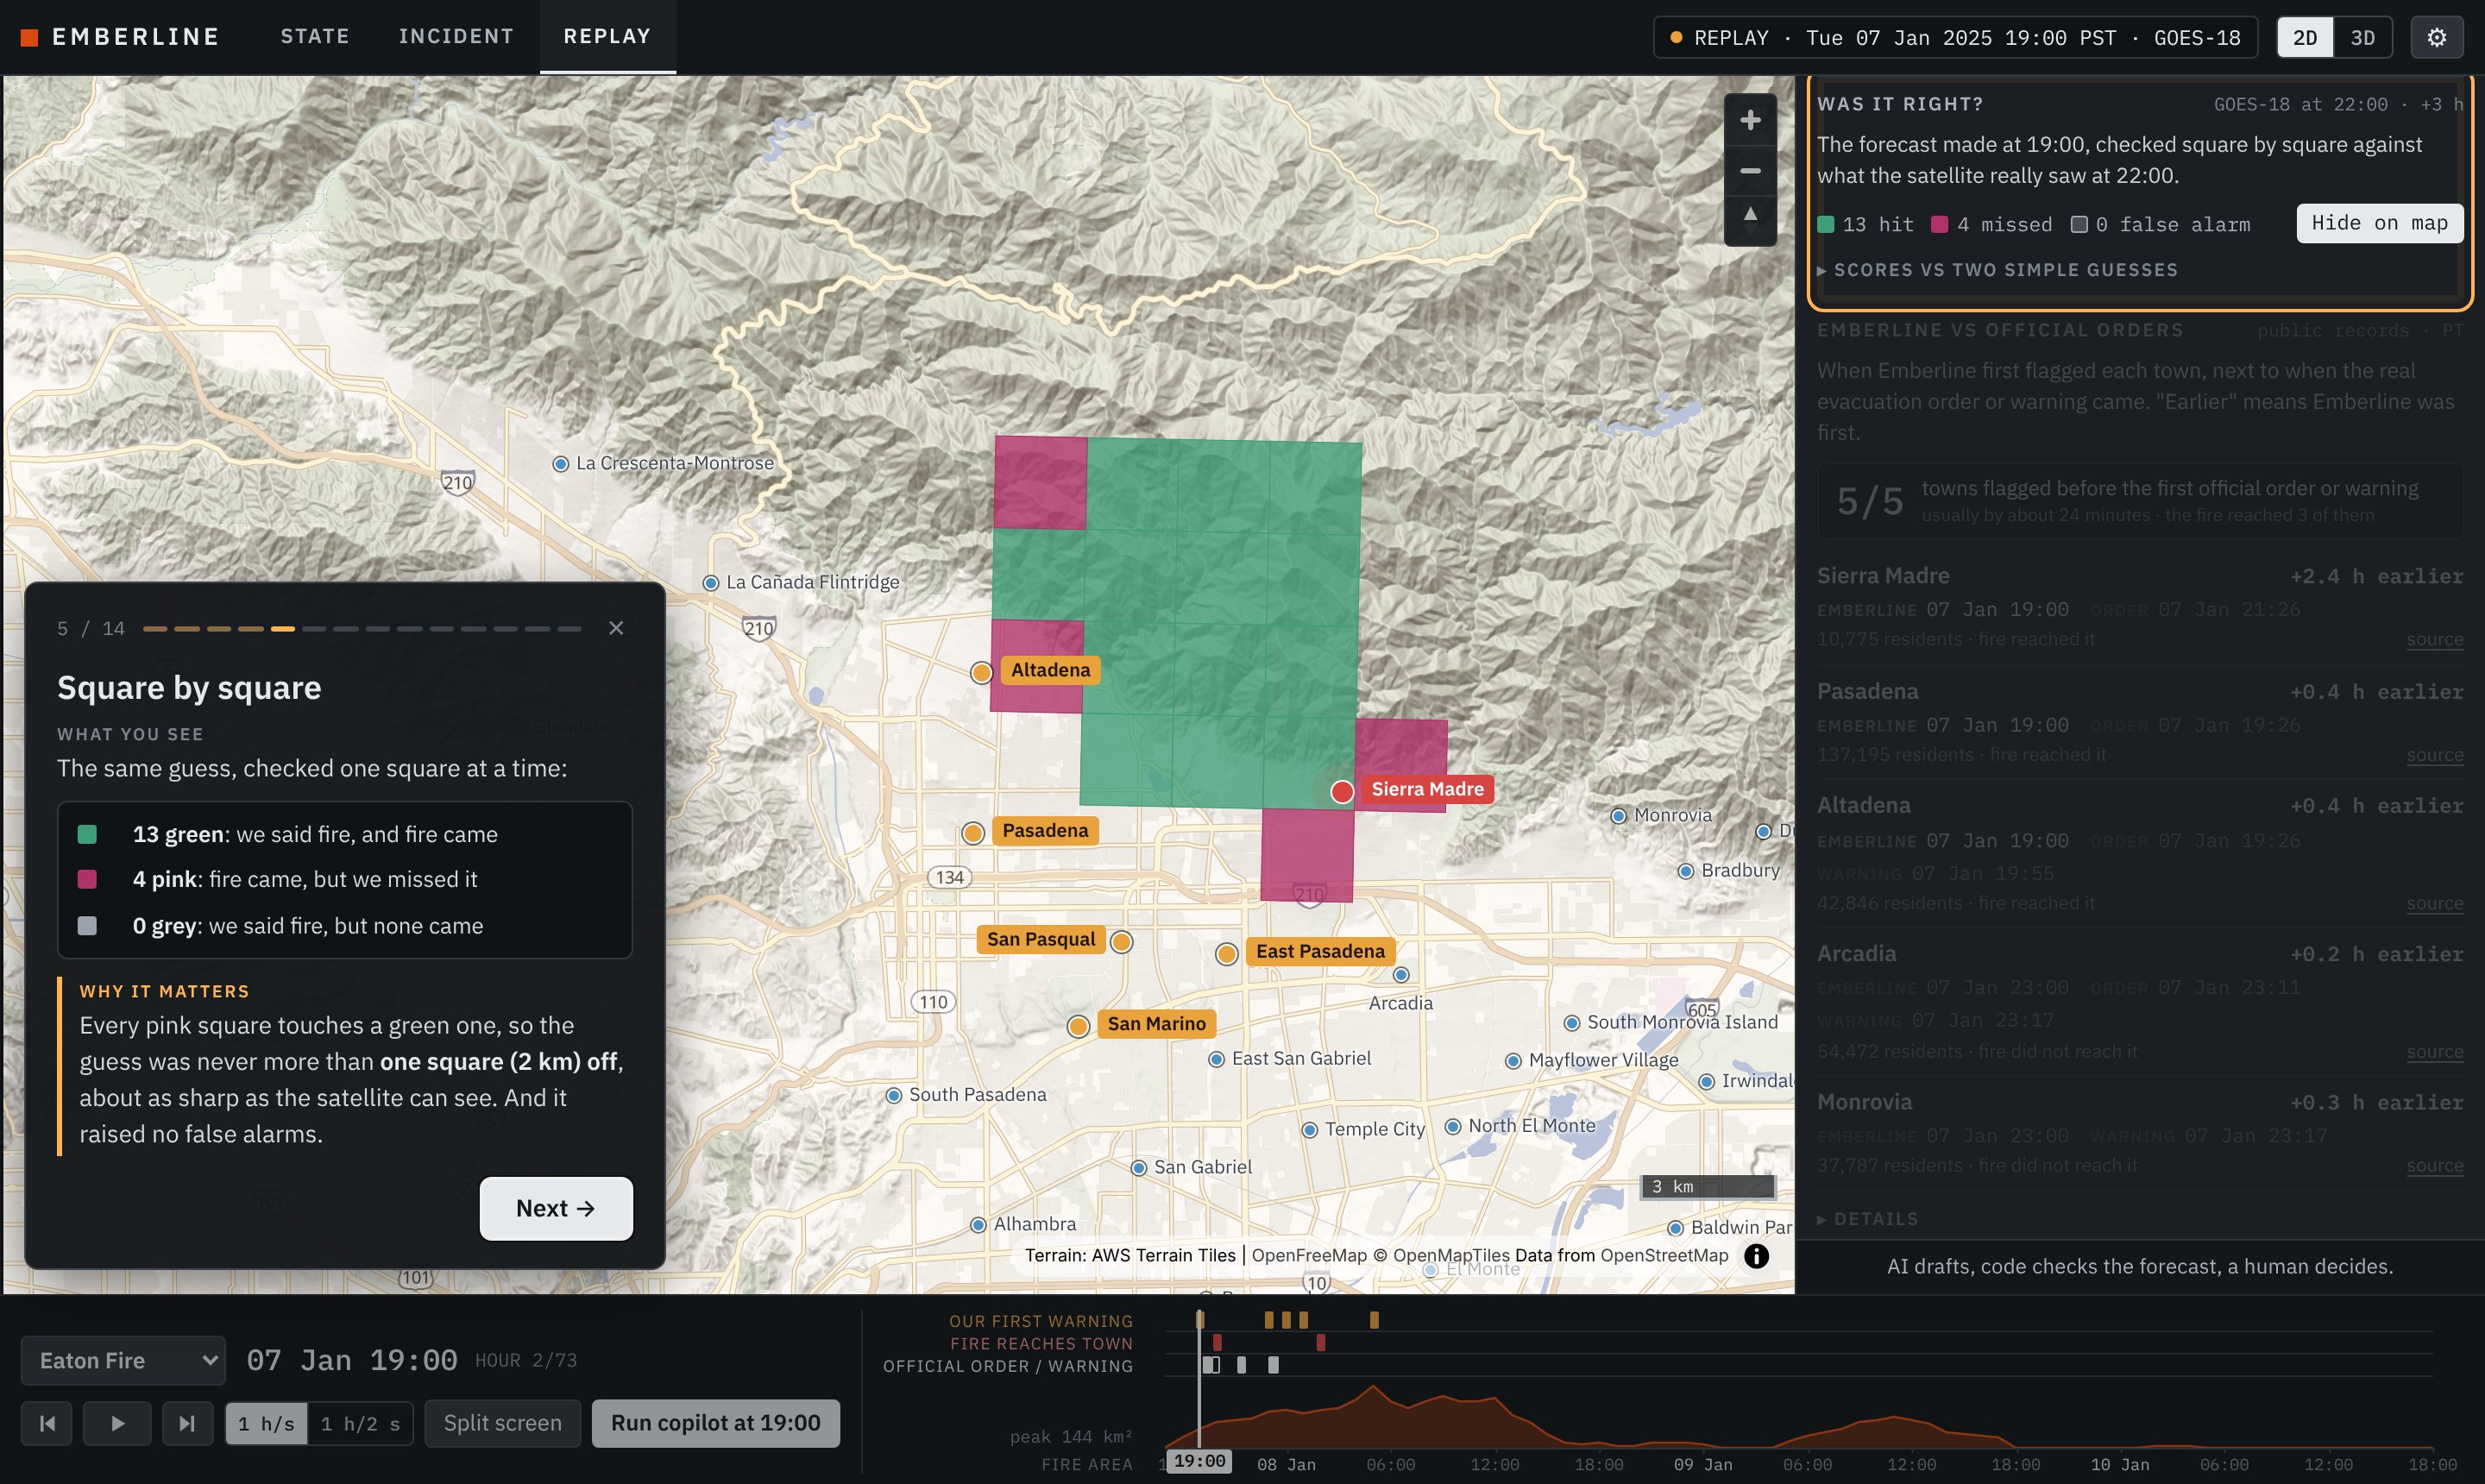 EMBERLINE
STATE
INCIDENT
REPLAY
REPLAY · Tue 07 Jan 2025 19:00 PST · GOES-18
2D
3D
La Crescenta-Montrose
210
La Cañada Flintridge
210
Altadena
Sierra Madre
Pasadena
Monrovia
134
Bradbury
210
San Pasqual
East Pasadena
Arcadia
110
San Marino
605
South Monrovia Island
East San Gabriel
Mayflower Village
South Pasadena
Temple City
North El Monte
San Gabriel
Alhambra
El Monte
10
101
3 km
Terrain: AWS Terrain Tiles | OpenFreeMap © OpenMapTiles Data from OpenStreetMap
5 / 14
Square by square
WHAT YOU SEE
Glendale
The same guess, checked one square at a time:
13 green: we said fire, and fire came
4 pink: fire came, but we missed it
0 grey: we said fire, but none came
WHY IT MATTERS
Every pink square touches a green one, so the
guess was never more than one square (2 km) off,
about as sharp as the satellite can see. And it
raised no false alarms.
101
Next →
WAS IT RIGHT?
GOES-18 at 22:00 · +3 h
The forecast made at 19:00, checked square by square against
what the satellite really saw at 22:00.
13 hit
4 missed
0 false alarm
Hide on map
▸ SCORES VS TWO SIMPLE GUESSES
EMBERLINE VS OFFICIAL ORDERS
public records · PT
When Emberline first flagged each town, next to when the real
evacuation order or warning came. "Earlier" means Emberline was
first.
5/5
towns flagged before the first official order or warning
usually by about 24 minutes · the fire reached 3 of them
Sierra Madre
+2.4 h earlier
EMBERLINE 07 Jan 19:00 ORDER 07 Jan 21:26
10,775 residents · fire reached it
source
Pasadena
+0.4 h earlier
EMBERLINE 07 Jan 19:00 ORDER 07 Jan 19:26
137,195 residents · fire reached it
source
Altadena
+0.4 h earlier
EMBERLINE 07 Jan 19:00 ORDER 07 Jan 19:26
WARNING 07 Jan 19:55
42,846 residents · fire reached it
source
Arcadia
+0.2 h earlier
EMBERLINE 07 Jan 23:00 ORDER 07 Jan 23:11
WARNING 07 Jan 23:17
54,472 residents · fire did not reach it
source
Monrovia
+0.3 h earlier
EMBERLINE 07 Jan 23:00 WARNING 07 Jan 23:17
37,787 residents · fire did not reach it
source
▸ DETAILS
AI drafts, code checks the forecast, a human decides.
Eaton Fire
07 Jan 19:00
HOUR 2/73
1 h/s
1 h/2 s
Split screen
Run copilot at 19:00
OUR FIRST WARNING
FIRE REACHES TOWN
OFFICIAL ORDER / WARNING
peak 144 km²
FIRE AREA
19:00
08 Jan
06:00
12:00
18:00
09 Jan
06:00
12:00
18:00
10 Jan
06:00
12:00
18:00